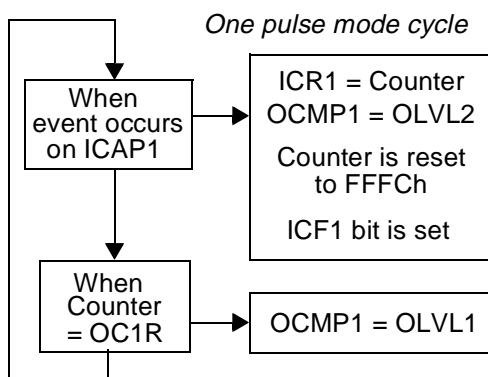 One pulse mode cycle
When
event occurs
on ICAP1
ICR1 = Counter
OCMP1 = OLVL2
Counter is reset
to FFFCh
ICF1 bit is set
When
Counter
= OC1R
OCMP1 = OLVL1